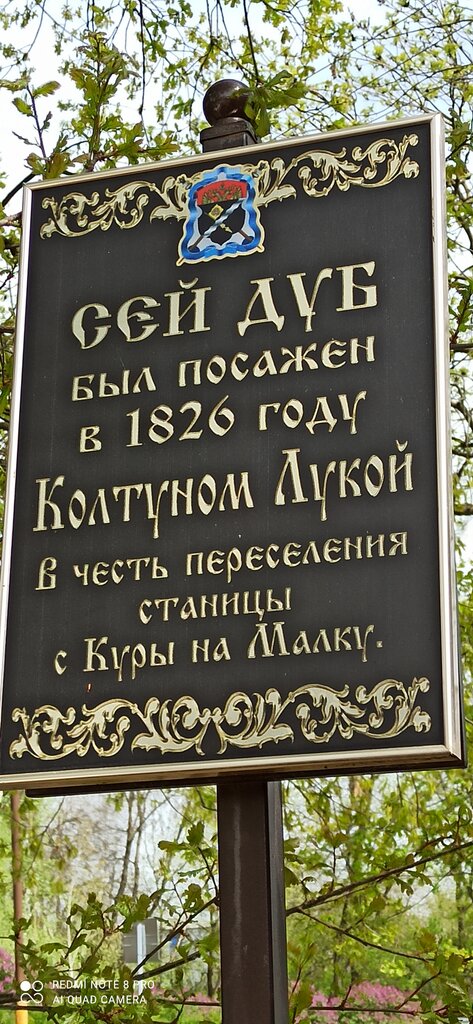 СЕЙ ДУБ
БЫЛ ПОСАЖЕН
В 1826 ГОДУ
КОЛТУНОМ ЛУКОЙ
В ЧЕСТЬ ПЕРЕСЕЛЕНИЯ
СТАНИЦЫ
С КУРЫ НА МАЛКУ.
REDMI NOTE 8 PRO
AI QUAD CAMERA